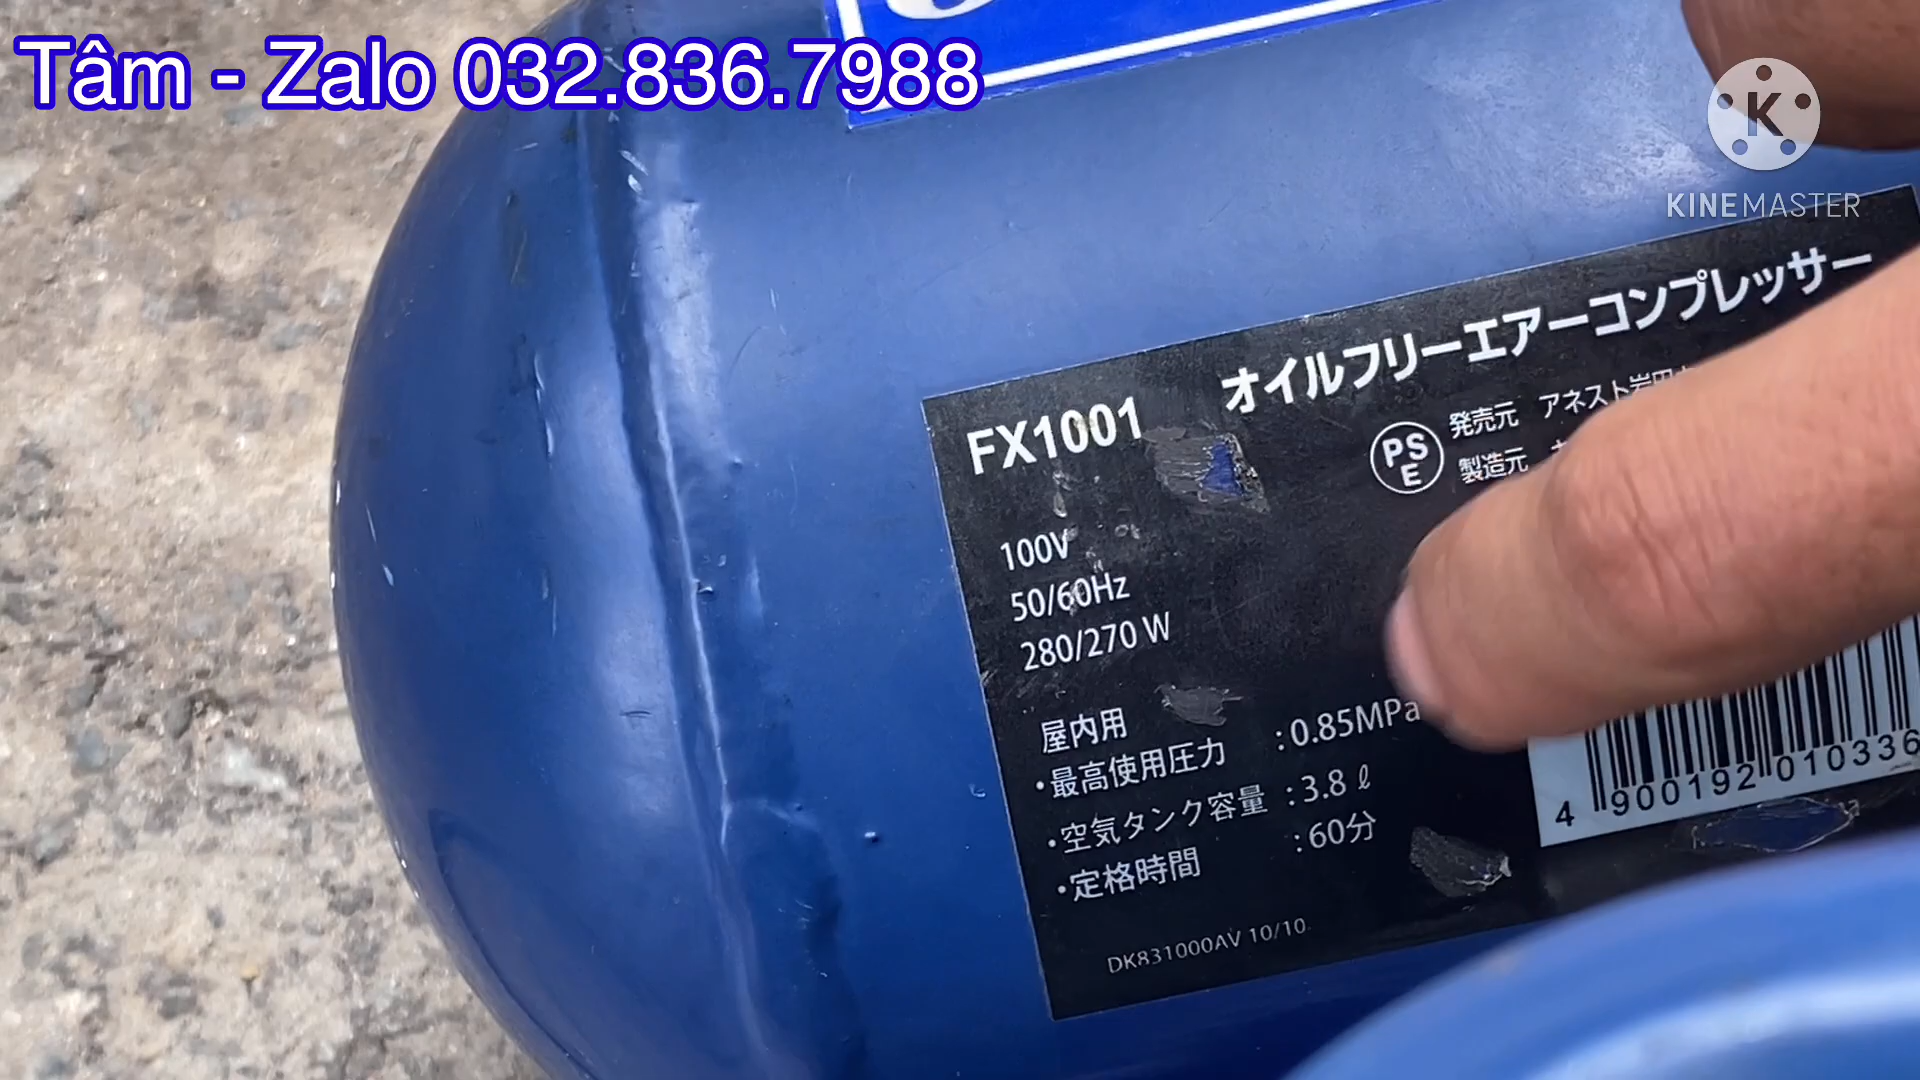 Tâm - Zalo 032.836.7988
K
KINEMASTER
FX1001 オイルフリーエアーコンプレッサー
PS
E
発売元 アネスト岩田
製造元
100V
50/60Hz
280/270 W
屋内用
・最高使用圧力 : 0.85MPa
・空気タンク容量 : 3.8ℓ
・定格時間 : 60分
4 900192 010336
DK831000AV 10/10